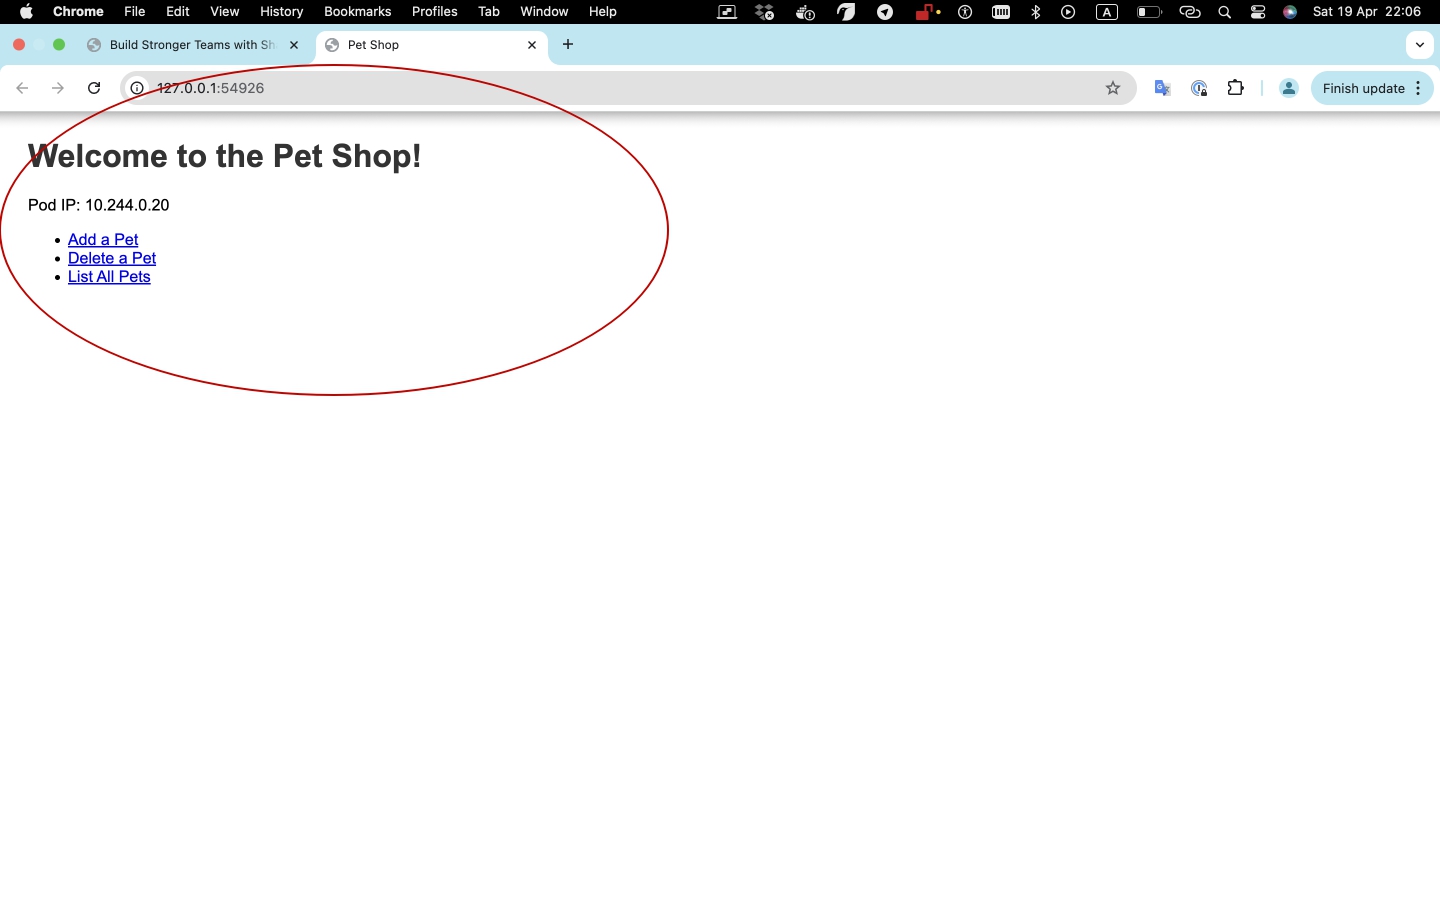 Chrome File Edit View History Bookmarks Profiles Tab Window Help A Sat 19 Apr 22:06
Build Stronger Teams with Sh Pet Shop
127.0.0.1:54926 Finish update
Welcome to the Pet Shop!
Pod IP: 10.244.0.20
Add a Pet
Delete a Pet
List All Pets